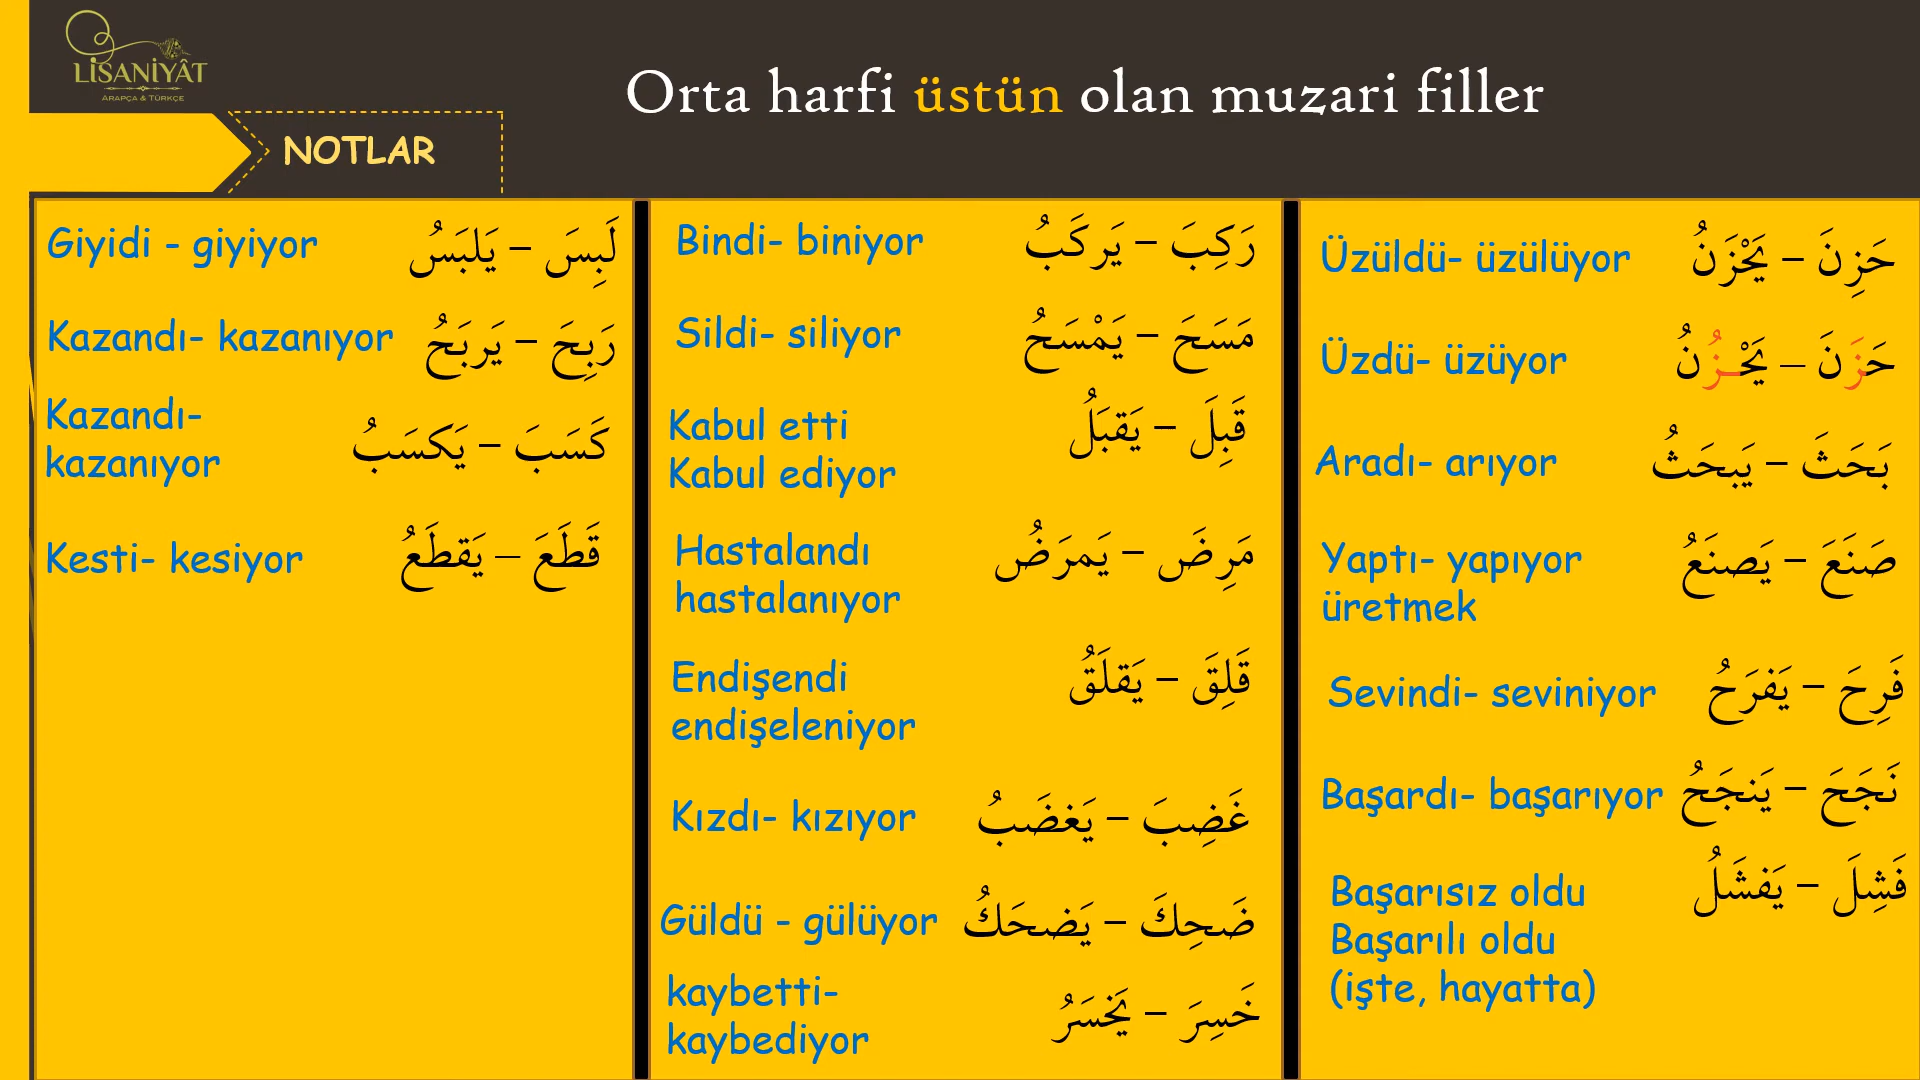 LİSANİYÂT
ARAPÇA & TÜRKÇE
Orta harfi üstün olan muzari filler
NOTLAR
Giyidi - giyiyor لَبِسَ – يَلبَسُ
Kazandı- kazanıyor رَبِحَ – يَربَحُ
Kazandı-
kazanıyor كَسَبَ – يَكسَبُ
Kesti- kesiyor قَطَعَ – يَقطَعُ
Bindi- biniyor رَكِبَ – يَركَبُ
Sildi- siliyor مَسَحَ – يَمْسَحُ
Kabul etti قَبِلَ – يَقبَلُ
Kabul ediyor
Hastalandı مَرِضَ – يَمرَضُ
hastalanıyor
Endişendi قَلِقَ – يَقلَقُ
endişeleniyor
Kızdı- kızıyor غَضِبَ – يَغضَبُ
Güldü - gülüyor ضَحِكَ – يَضحَكُ
kaybetti- خَسِرَ – يَخسَرُ
kaybediyor
Üzüldü- üzülüyor حَزِنَ – يَحْزَنُ
Üzdü- üzüyor حَزَنَ – يَحْـزُنُ
Aradı- arıyor بَحَثَ – يَبحَثُ
Yaptı- yapıyor صَنَعَ – يَصنَعُ
üretmek
Sevindi- seviniyor فَرِحَ – يَفرَحُ
Başardı- başarıyor نَجَحَ – يَنجَحُ
Başarısız oldu فَشِلَ – يَفشَلُ
Başarılı oldu
(işte, hayatta)